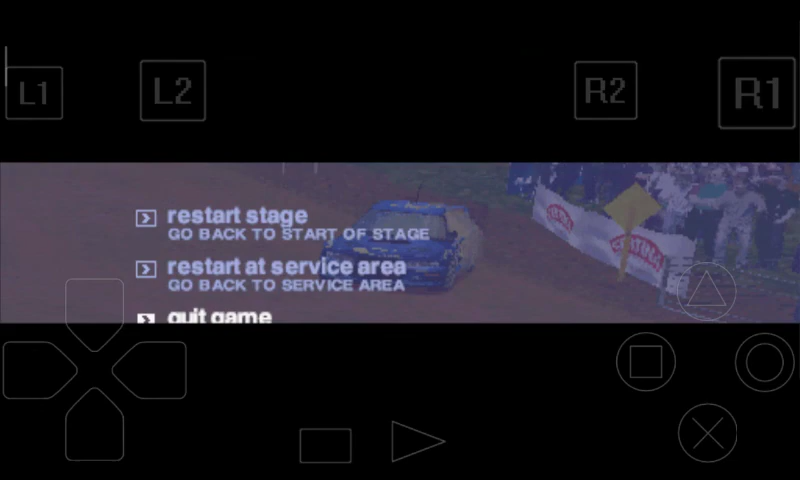 L1
L2
R2
R1
restart stage
GO BACK TO START OF STAGE
restart at service area
GO BACK TO SERVICE AREA
quit game